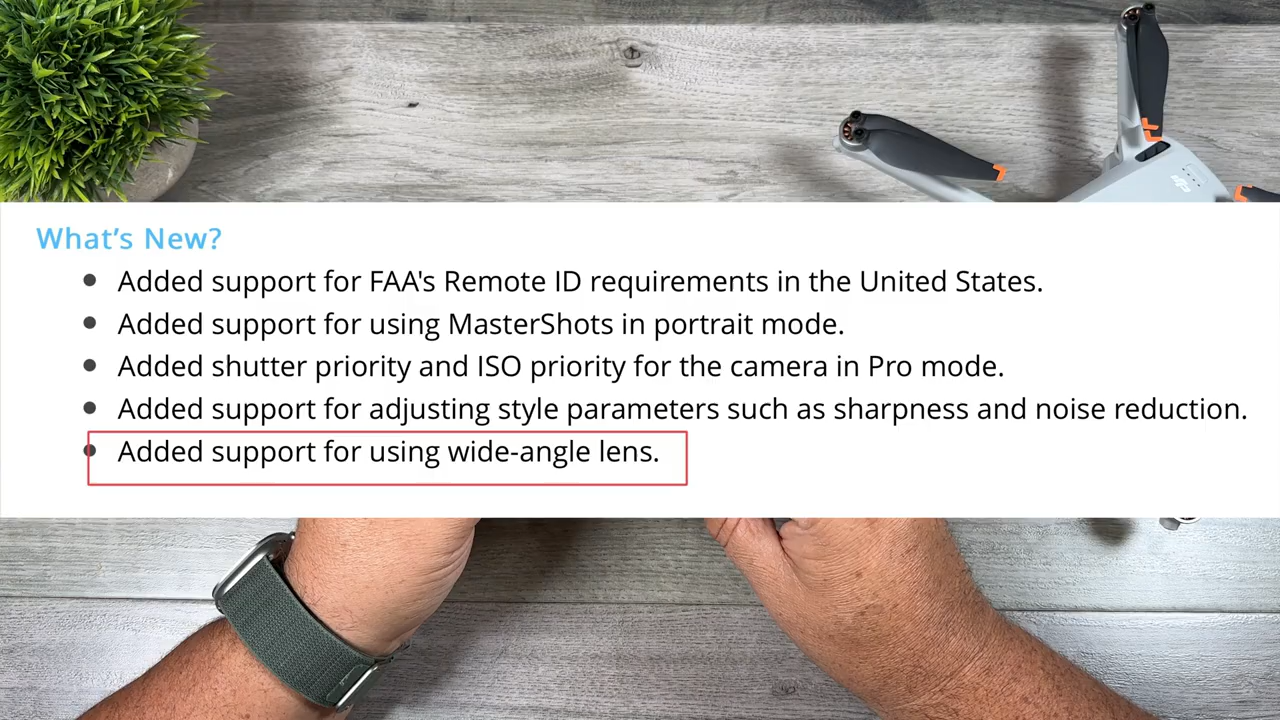 What's New?
Added support for FAA's Remote ID requirements in the United States.
Added support for using MasterShots in portrait mode.
Added shutter priority and ISO priority for the camera in Pro mode.
Added support for adjusting style parameters such as sharpness and noise reduction.
Added support for using wide-angle lens.
dji